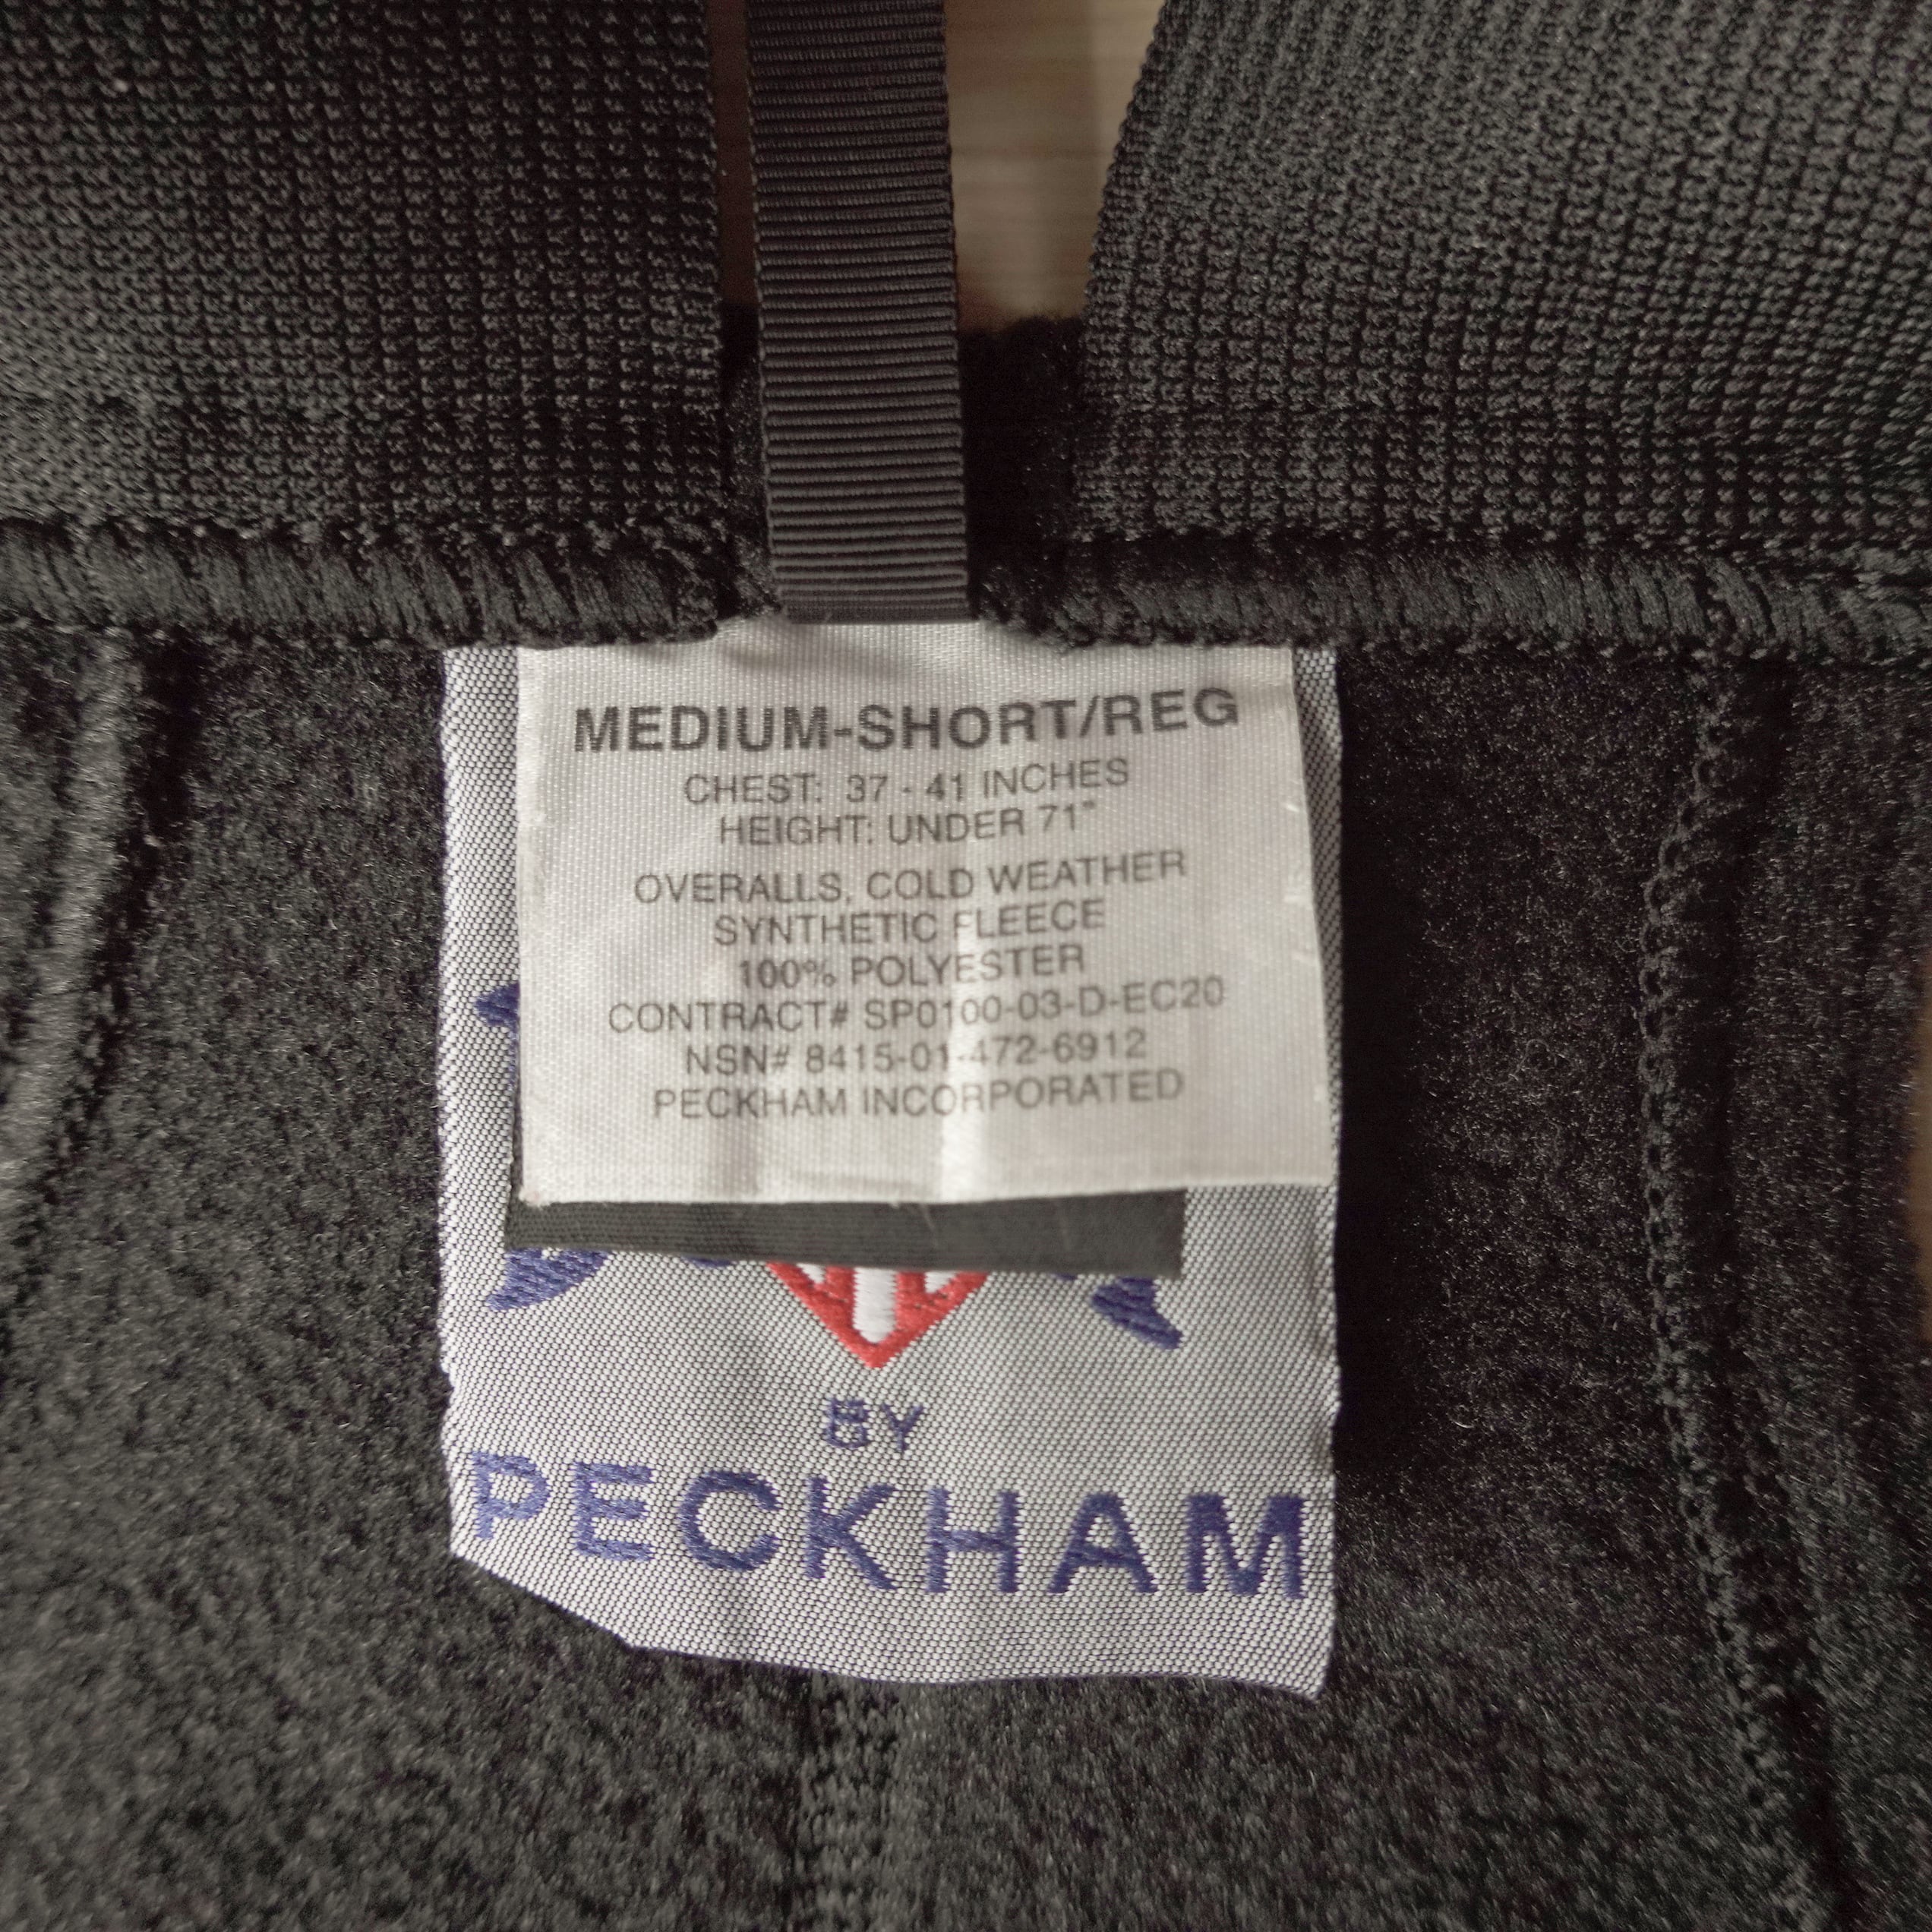 MEDIUM-SHORT/REG
CHEST: 37 - 41 INCHES
HEIGHT: UNDER 71"
OVERALLS, COLD WEATHER
SYNTHETIC FLEECE
100% POLYESTER
CONTRACT# SP0100-03-D-EC20
NSN# 8415-01-472-6912
PECKHAM INCORPORATED
BY
PECKHAM